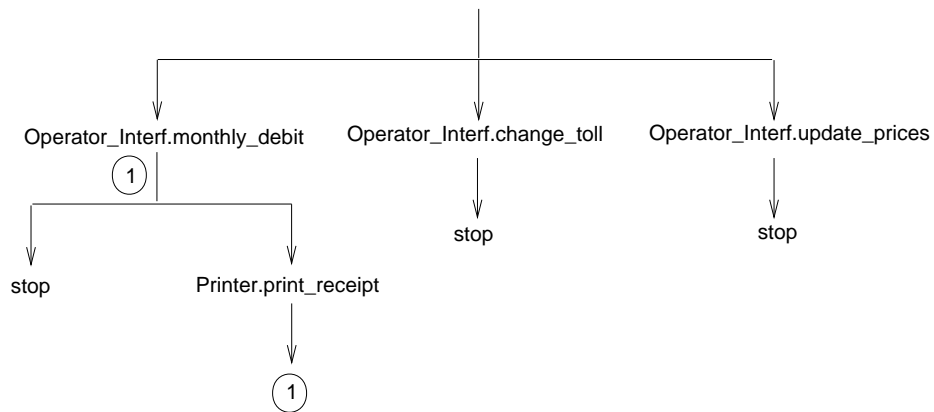 Operator_Interf.monthly_debit
Operator_Interf.change_toll
Operator_Interf.update_prices
1
stop
stop
stop
Printer.print_receipt
1